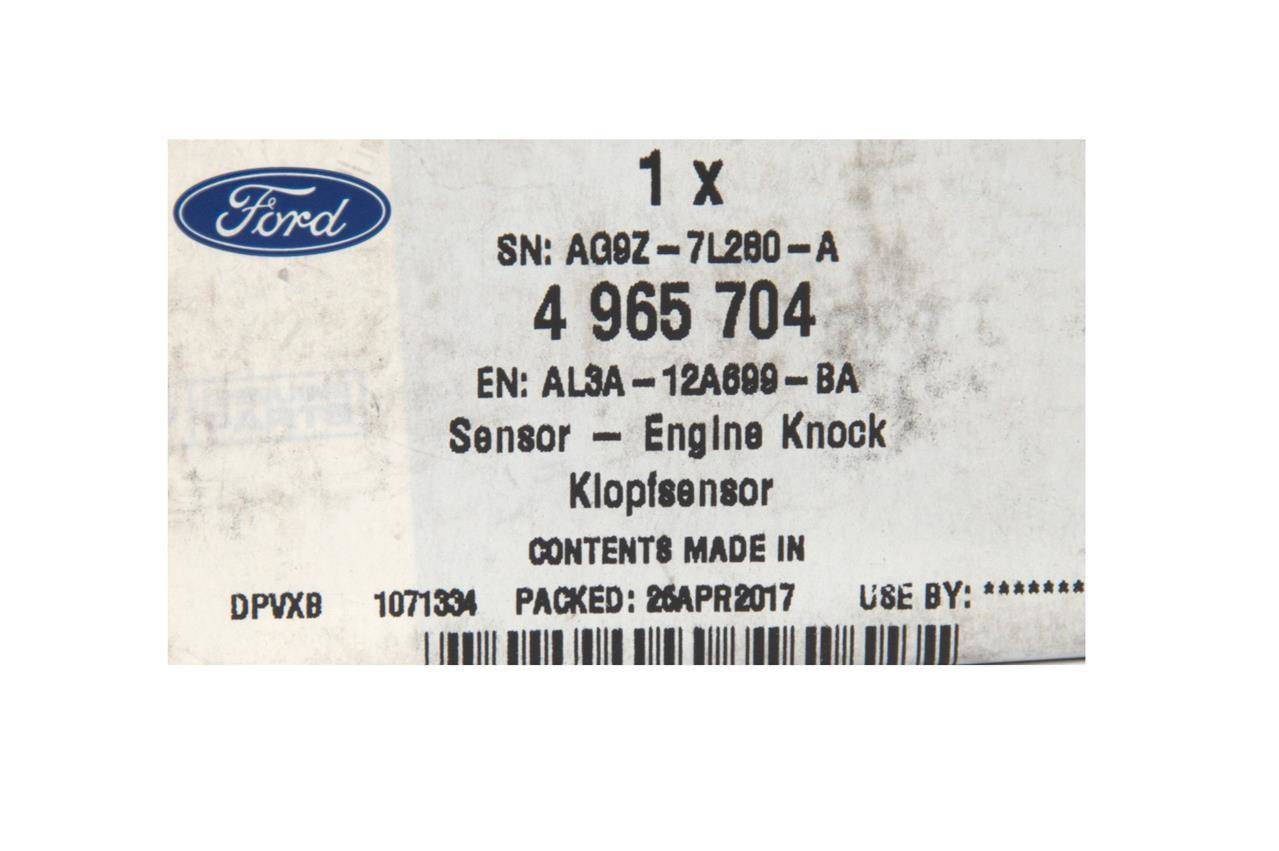 Ford
1 x
SN: AG9Z-7L260-A
4 965 704
EN: AL3A-12A699-BA
Sensor - Engine Knock
Klopfsensor
CONTENTS MADE IN
DPVXB 1071334 PACKED: 26APR2017 USE BY: *******